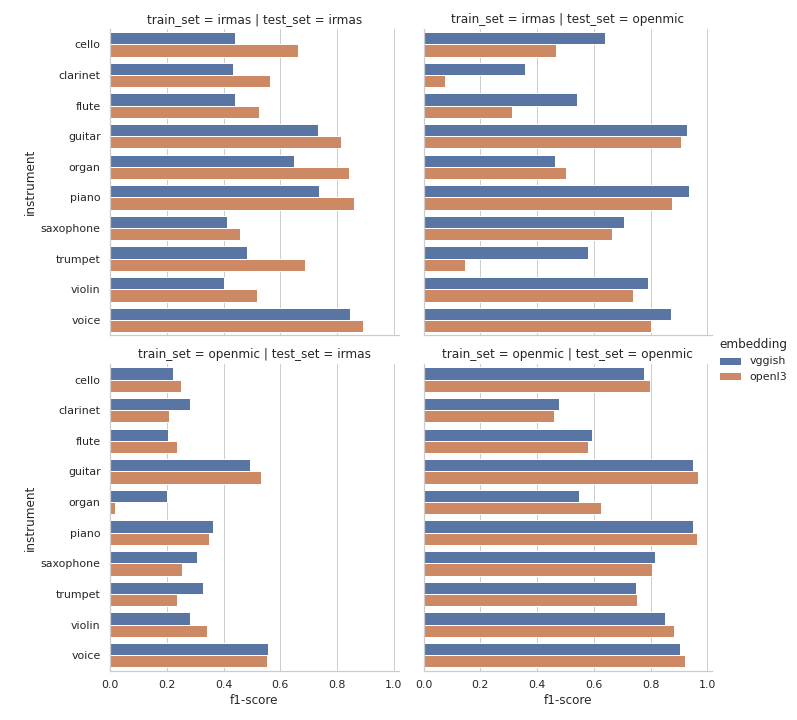 train_set = irmas | test_set = irmas
train_set = irmas | test_set = openmic
cello
clarinet
flute
guitar
organ
piano
saxophone
trumpet
violin
voice
instrument
train_set = openmic | test_set = irmas
train_set = openmic | test_set = openmic
embedding
vggish
openl3
cello
clarinet
flute
guitar
organ
piano
saxophone
trumpet
violin
voice
instrument
0.0 0.2 0.4 0.6 0.8 1.0
0.0 0.2 0.4 0.6 0.8 1.0
f1-score
f1-score